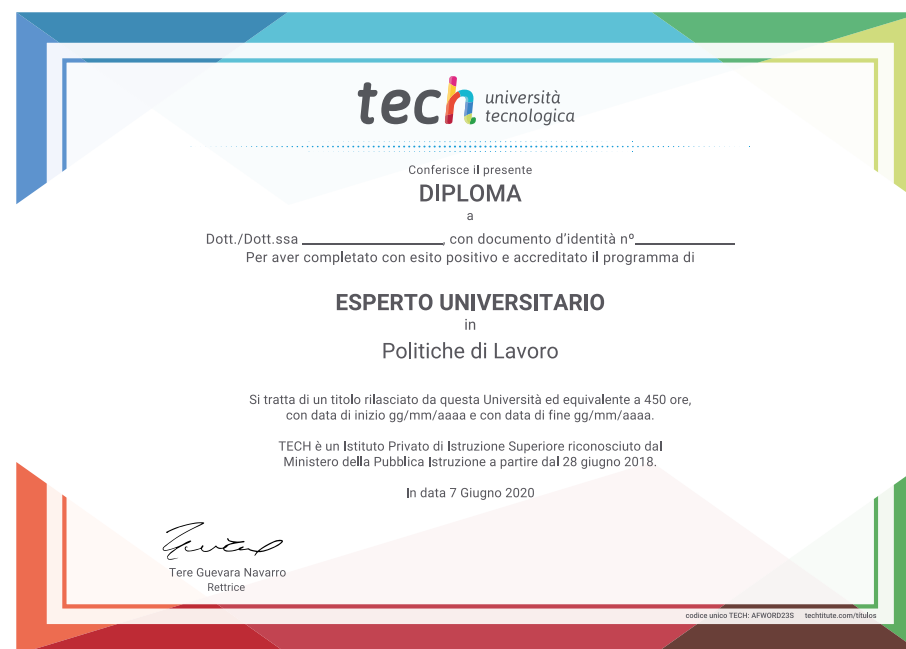 tech università
tecnologica
Conferisce il presente
DIPLOMA
a
Dott./Dott.ssa ____________________, con documento d'identità nº______________
Per aver completato con esito positivo e accreditato il programma di
ESPERTO UNIVERSITARIO
in
Politiche di Lavoro
Si tratta di un titolo rilasciato da questa Università ed equivalente a 450 ore,
con data di inizio gg/mm/aaaa e con data di fine gg/mm/aaaa.
TECH è un Istituto Privato di Istruzione Superiore riconosciuto dal
Ministero della Pubblica Istruzione a partire dal 28 giugno 2018.
In data 7 Giugno 2020
Tere Guevara Navarro
Rettrice
codice unico TECH: AFWORD23S techtitute.com/titulos